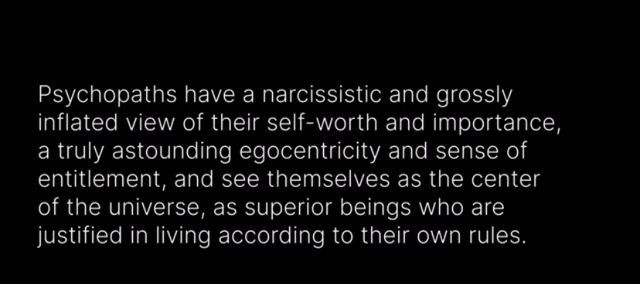 Psychopaths have a narcissistic and grossly
inflated view of their self-worth and importance,
a truly astounding egocentricity and sense of
entitlement, and see themselves as the center
of the universe, as superior beings who are
justified in living according to their own rules.